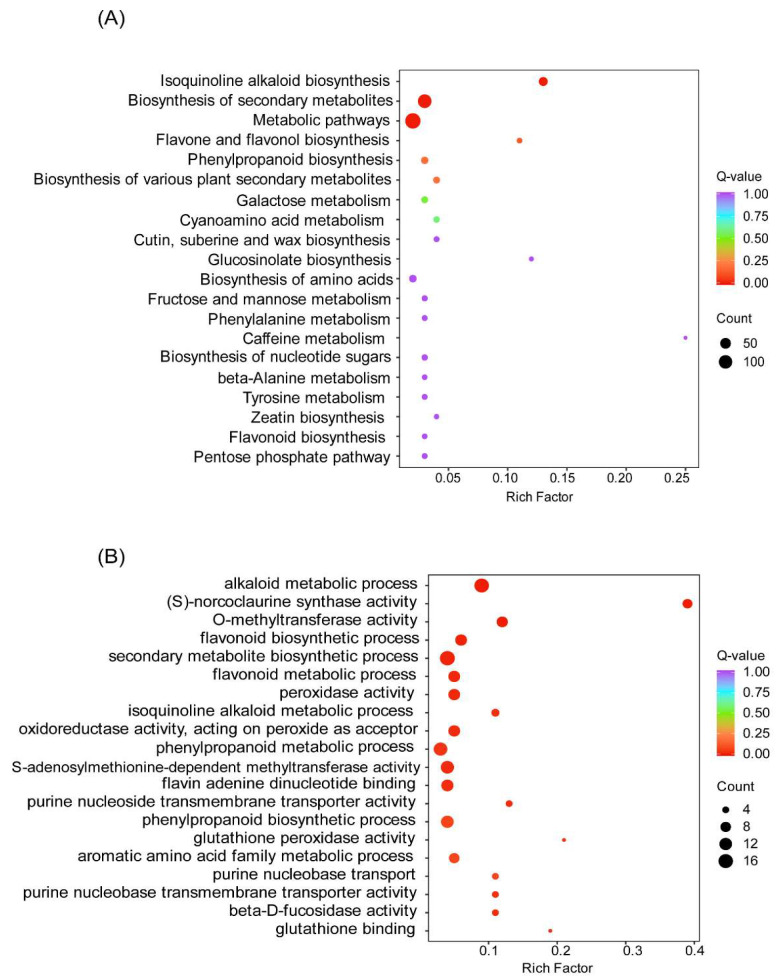 (A)
Isoquinoline alkaloid biosynthesis
Biosynthesis of secondary metabolites
Metabolic pathways
Flavone and flavonol biosynthesis
Phenylpropanoid biosynthesis
Biosynthesis of various plant secondary metabolites
Galactose metabolism
Cyanoamino acid metabolism
Cutin, suberine and wax biosynthesis
Glucosinolate biosynthesis
Biosynthesis of amino acids
Fructose and mannose metabolism
Phenylalanine metabolism
Caffeine metabolism
Biosynthesis of nucleotide sugars
beta-Alanine metabolism
Tyrosine metabolism
Zeatin biosynthesis
Flavonoid biosynthesis
Pentose phosphate pathway
0.05 0.10 0.15 0.20 0.25
Rich Factor
Q-value
1.00
0.75
0.50
0.25
0.00
Count
50
100
(B)
alkaloid metabolic process
(S)-norcoclaurine synthase activity
O-methyltransferase activity
flavonoid biosynthetic process
secondary metabolite biosynthetic process
flavonoid metabolic process
peroxidase activity
isoquinoline alkaloid metabolic process
oxidoreductase activity, acting on peroxide as acceptor
phenylpropanoid metabolic process
S-adenosylmethionine-dependent methyltransferase activity
flavin adenine dinucleotide binding
purine nucleoside transmembrane transporter activity
phenylpropanoid biosynthetic process
glutathione peroxidase activity
aromatic amino acid family metabolic process
purine nucleobase transport
purine nucleobase transmembrane transporter activity
beta-D-fucosidase activity
glutathione binding
0.1 0.2 0.3 0.4
Rich Factor
Q-value
1.00
0.75
0.50
0.25
0.00
Count
4
8
12
16